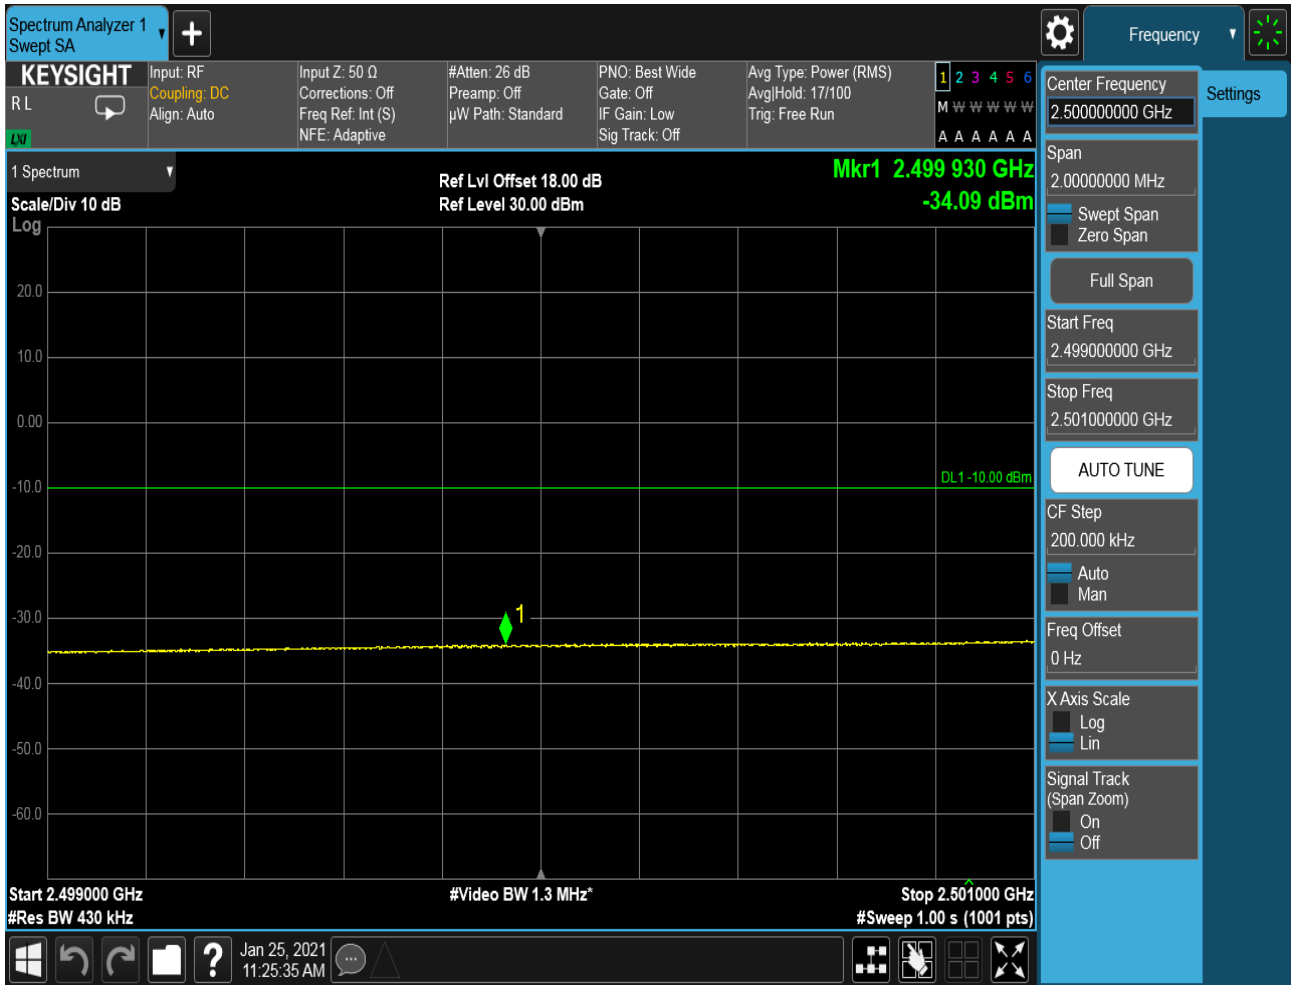 Spectrum Analyzer 1
Swept SA
Frequency
KEYSIGHT
R L
LXI
Input: RF
Coupling: DC
Align: Auto
Input Z: 50 Ω
Corrections: Off
Freq Ref: Int (S)
NFE: Adaptive
#Atten: 26 dB
Preamp: Off
µW Path: Standard
PNO: Best Wide
Gate: Off
IF Gain: Low
Sig Track: Off
Avg Type: Power (RMS)
Avg|Hold: 17/100
Trig: Free Run
1 2 3 4 5 6
M W W W W W
A A A A A A
1 Spectrum
Scale/Div 10 dB
Log
Ref Lvl Offset 18.00 dB
Ref Level 30.00 dBm
Mkr1 2.499 930 GHz
-34.09 dBm
20.0
10.0
0.00
-10.0
-20.0
-30.0
-40.0
-50.0
-60.0
DL1 -10.00 dBm
1
Start 2.499000 GHz
#Res BW 430 kHz
#Video BW 1.3 MHz*
Stop 2.501000 GHz
#Sweep 1.00 s (1001 pts)
Jan 25, 2021
11:25:35 AM
Settings
Center Frequency
2.500000000 GHz
Span
2.00000000 MHz
Swept Span
Zero Span
Full Span
Start Freq
2.499000000 GHz
Stop Freq
2.501000000 GHz
AUTO TUNE
CF Step
200.000 kHz
Auto
Man
Freq Offset
0 Hz
X Axis Scale
Log
Lin
Signal Track
(Span Zoom)
On
Off